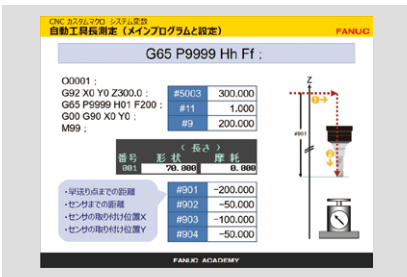 CNC カスタムマクロ システム変数
自動工具長測定（メインプログラムと設定）
FANUC
G65 P9999 Hh Ff ;
O0001 ;
G92 X0 Y0 Z300.0 ;
G65 P9999 H01 F200 ;
G00 G90 X0 Y0 ;
M99 ;
#5003 300.000
#11 1.000
#9 200.000
（ 長さ ）
番号 形 状 摩 耗
001 70.000 0.000
・早送り点までの距離
・センサまでの距離
・センサの取り付け位置X
・センサの取り付け位置Y
#901 -200.000
#902 -50.000
#903 -100.000
#904 -50.000
Z
①
#901
②
FANUC ACADEMY